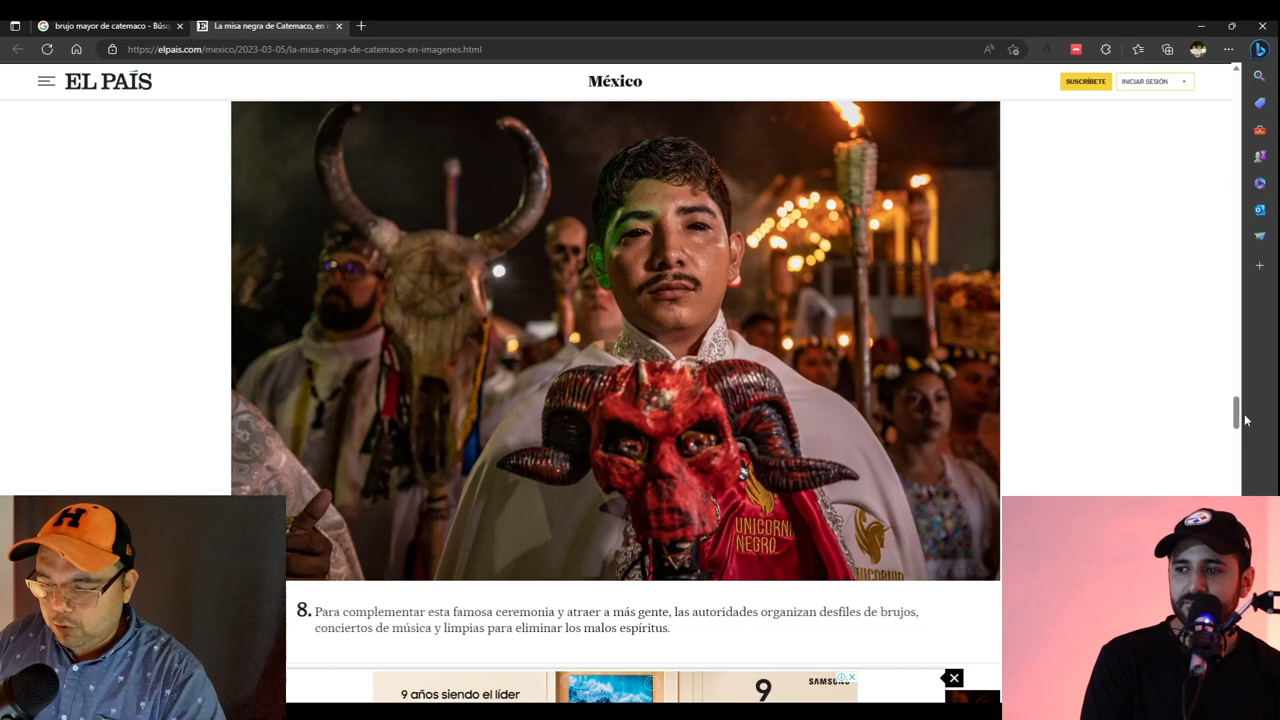 brujo mayor de catemaco - Búsq
La misa negra de Catemaco, en i
https://elpais.com/mexico/2023-03-05/la-misa-negra-de-catemaco-en-imagenes.html
EL PAÍS
México
SUSCRÍBETE
INICIAR SESIÓN
UNICORNIO
NEGRO
8. Para complementar esta famosa ceremonia y atraer a más gente, las autoridades organizan desfiles de brujos,
conciertos de música y limpias para eliminar los malos espíritus.
9 años siendo el líder
9
SAMSUNG
H